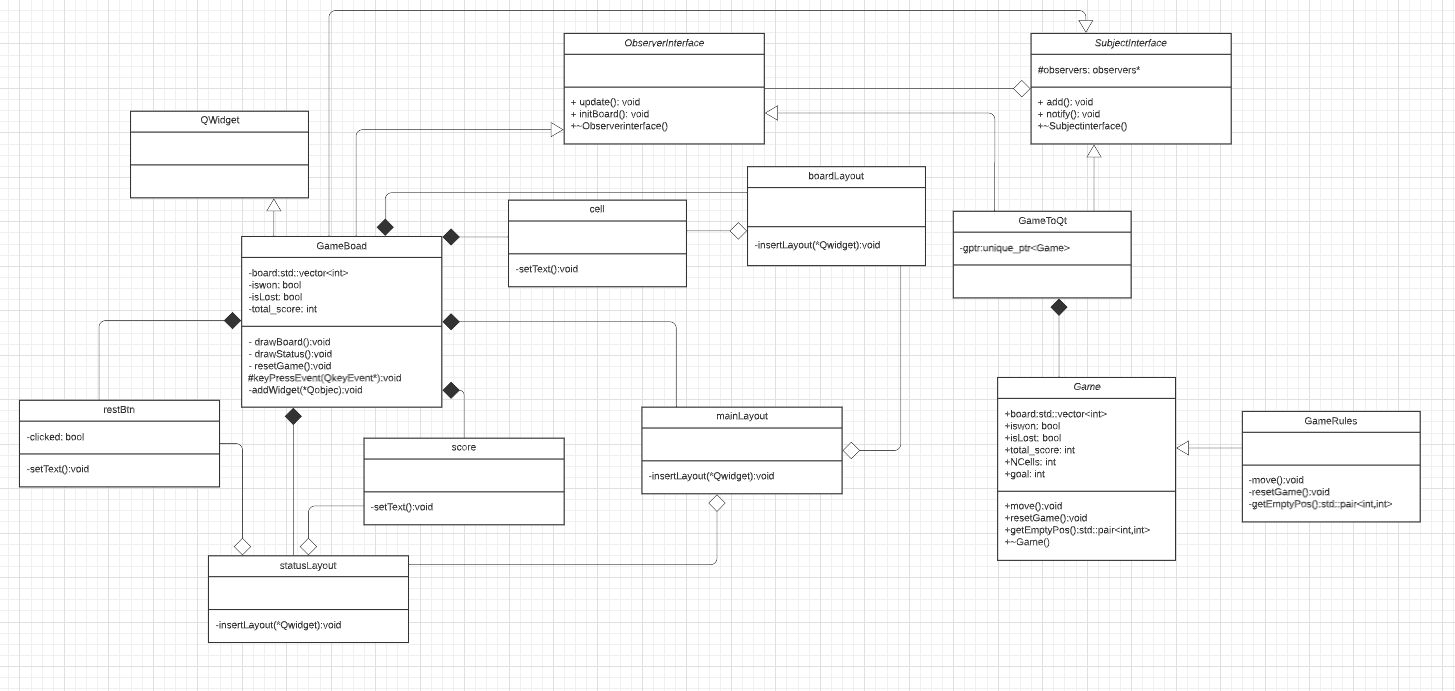 ObserverInterface
+ update(): void
+ initBoard(): void
+~Observerinterface()
SubjectInterface
#observers: observers*
+ add(): void
+ notify(): void
+~Subjectinterface()
QWidget
boardLayout
-insertLayout(*Qwidget):void
cell
-setText():void
GameToQt
-gptr:unique_ptr<Game>
GameBoad
-board:std::vector<int>
-iswon: bool
-isLost: bool
-total_score: int
- drawBoard():void
- drawStatus():void
- resetGame():void
#keyPressEvent(QkeyEvent*):void
-addWidget(*Qobjec):void
restBtn
-clicked: bool
-setText():void
score
-setText():void
mainLayout
-insertLayout(*Qwidget):void
Game
+board:std::vector<int>
+iswon: bool
+isLost: bool
+total_score: int
+NCells: int
+goal: int
+move():void
+resetGame():void
+getEmptyPos():std::pair<int,int>
+~Game()
GameRules
-move():void
-resetGame():void
-getEmptyPos():std::pair<int,int>
statusLayout
-insertLayout(*Qwidget):void